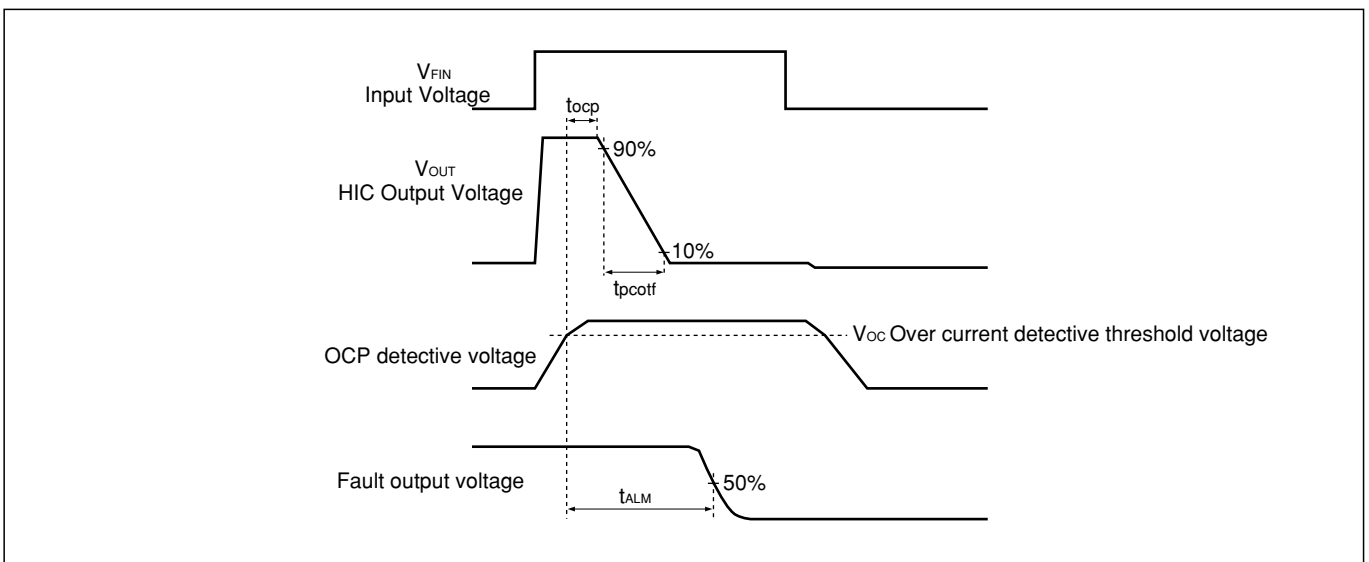 VFIN
Input Voltage
tocp
90%
VOUT
HIC Output Voltage
10%
tpcotf
VOC Over current detective threshold voltage
OCP detective voltage
Fault output voltage
50%
tALM